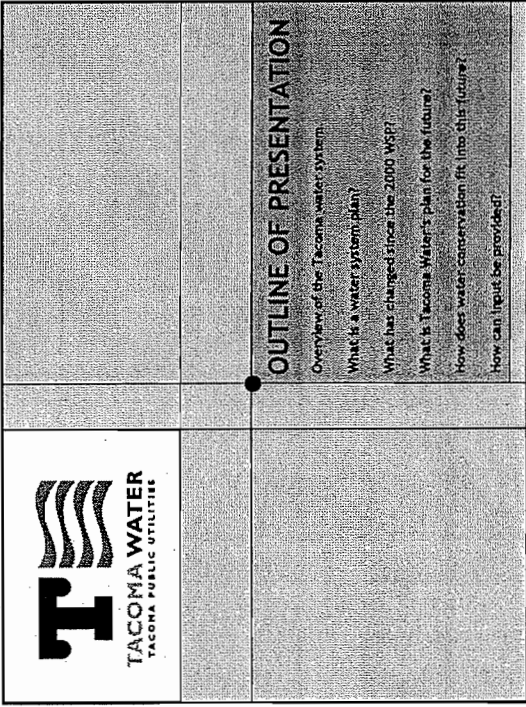 T
TACOMA WATER
TACOMA PUBLIC UTILITIES
OUTLINE OF PRESENTATION
Overview of the Tacoma water system
What is a water system plan?
What has changed since the 2000 WSP?
What is Tacoma Water's plan for the future?
How does water conservation fit into this future?
How can input be provided?